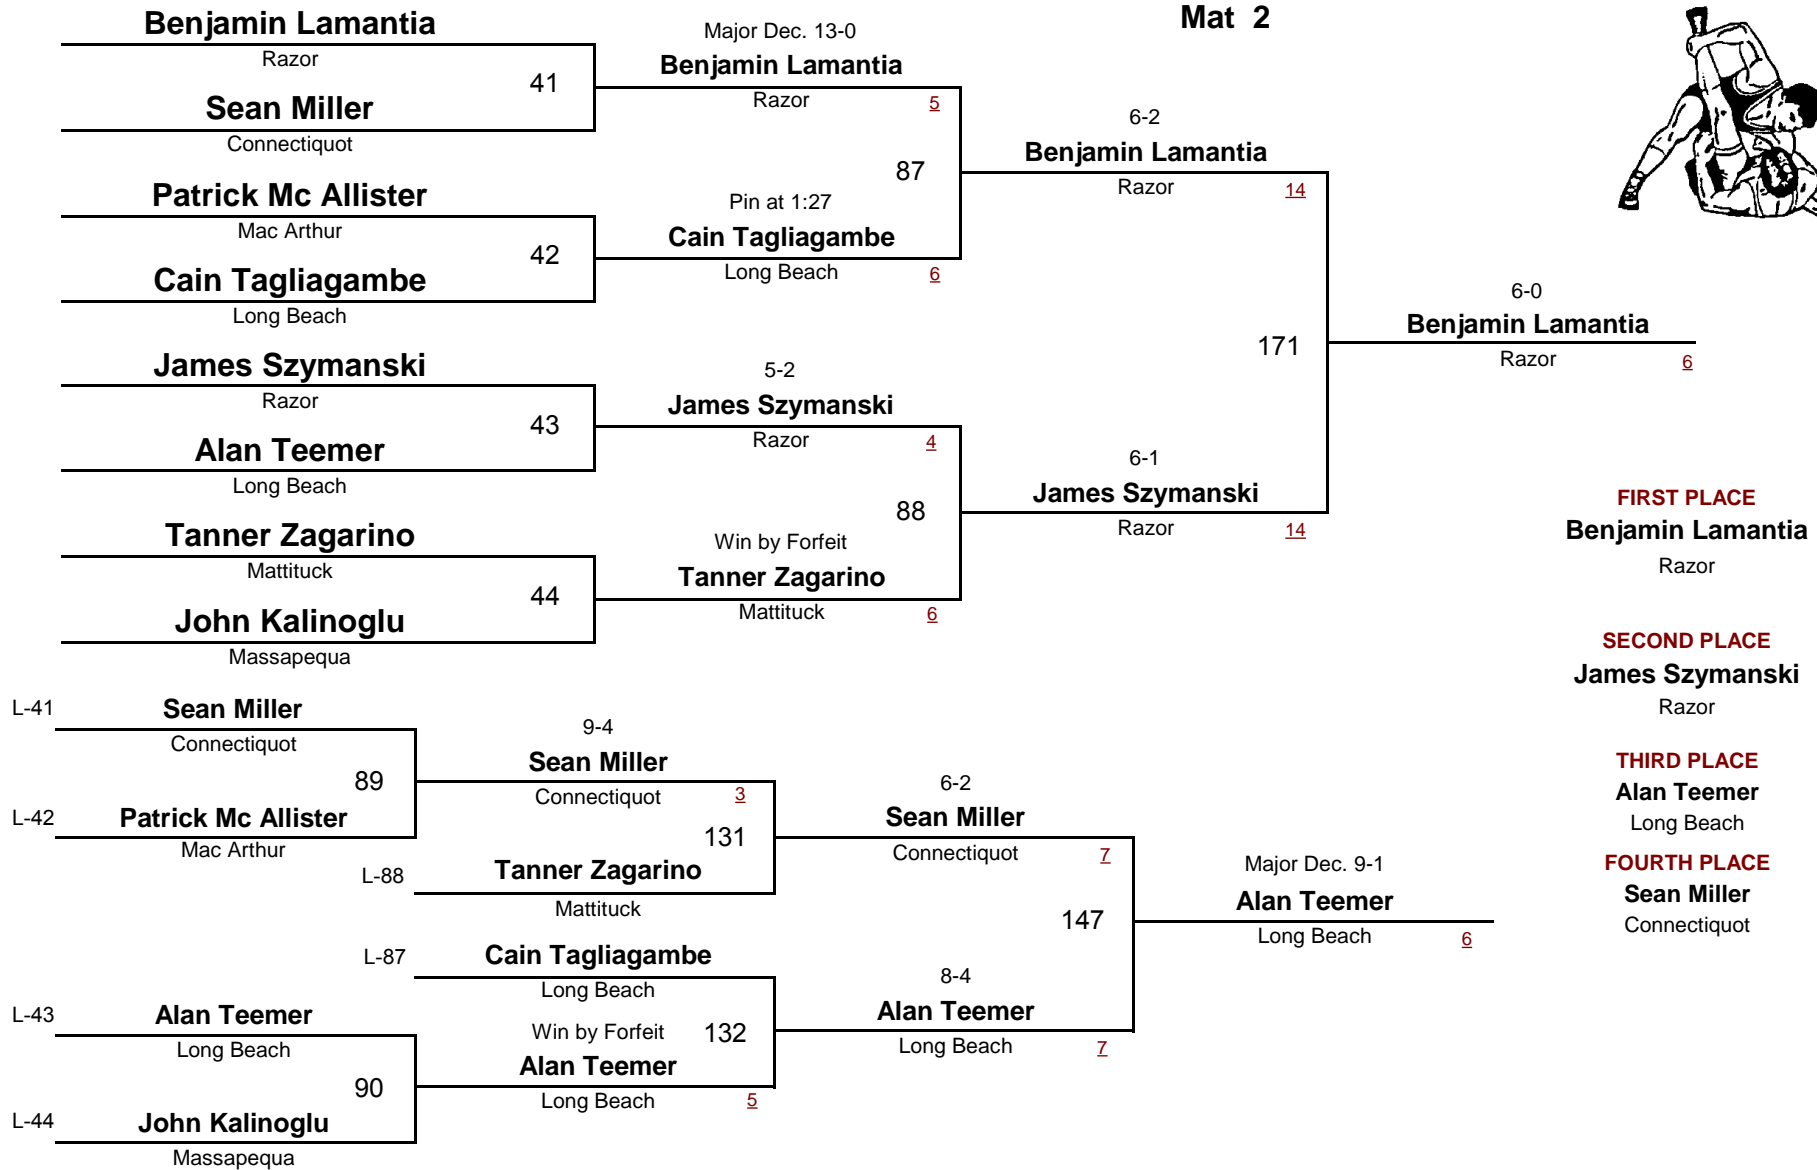 Mat 2
Benjamin Lamantia
Razor
41
Sean Miller
Connectiquot
Patrick Mc Allister
Mac Arthur
42
Cain Tagliagambe
Long Beach
James Szymanski
Razor
43
Alan Teemer
Long Beach
Tanner Zagarino
Mattituck
44
John Kalinoglu
Massapequa
Major Dec. 13-0
Benjamin Lamantia
Razor 5
87
Pin at 1:27
Cain Tagliagambe
Long Beach 6
5-2
James Szymanski
Razor 4
88
Win by Forfeit
Tanner Zagarino
Mattituck 6
6-2
Benjamin Lamantia
Razor 14
171
6-1
James Szymanski
Razor 14
6-0
Benjamin Lamantia
Razor 6
FIRST PLACE
Benjamin Lamantia
Razor
SECOND PLACE
James Szymanski
Razor
THIRD PLACE
Alan Teemer
Long Beach
FOURTH PLACE
Sean Miller
Connectiquot
L-41 Sean Miller
Connectiquot
89
L-42 Patrick Mc Allister
Mac Arthur
9-4
Sean Miller
Connectiquot 3
131
L-88 Tanner Zagarino
Mattituck
L-87 Cain Tagliagambe
Long Beach
L-43 Alan Teemer
Long Beach
90
L-44 John Kalinoglu
Massapequa
Win by Forfeit 132
Alan Teemer
Long Beach 5
6-2
Sean Miller
Connectiquot 7
147
8-4
Alan Teemer
Long Beach 7
Major Dec. 9-1
Alan Teemer
Long Beach 6